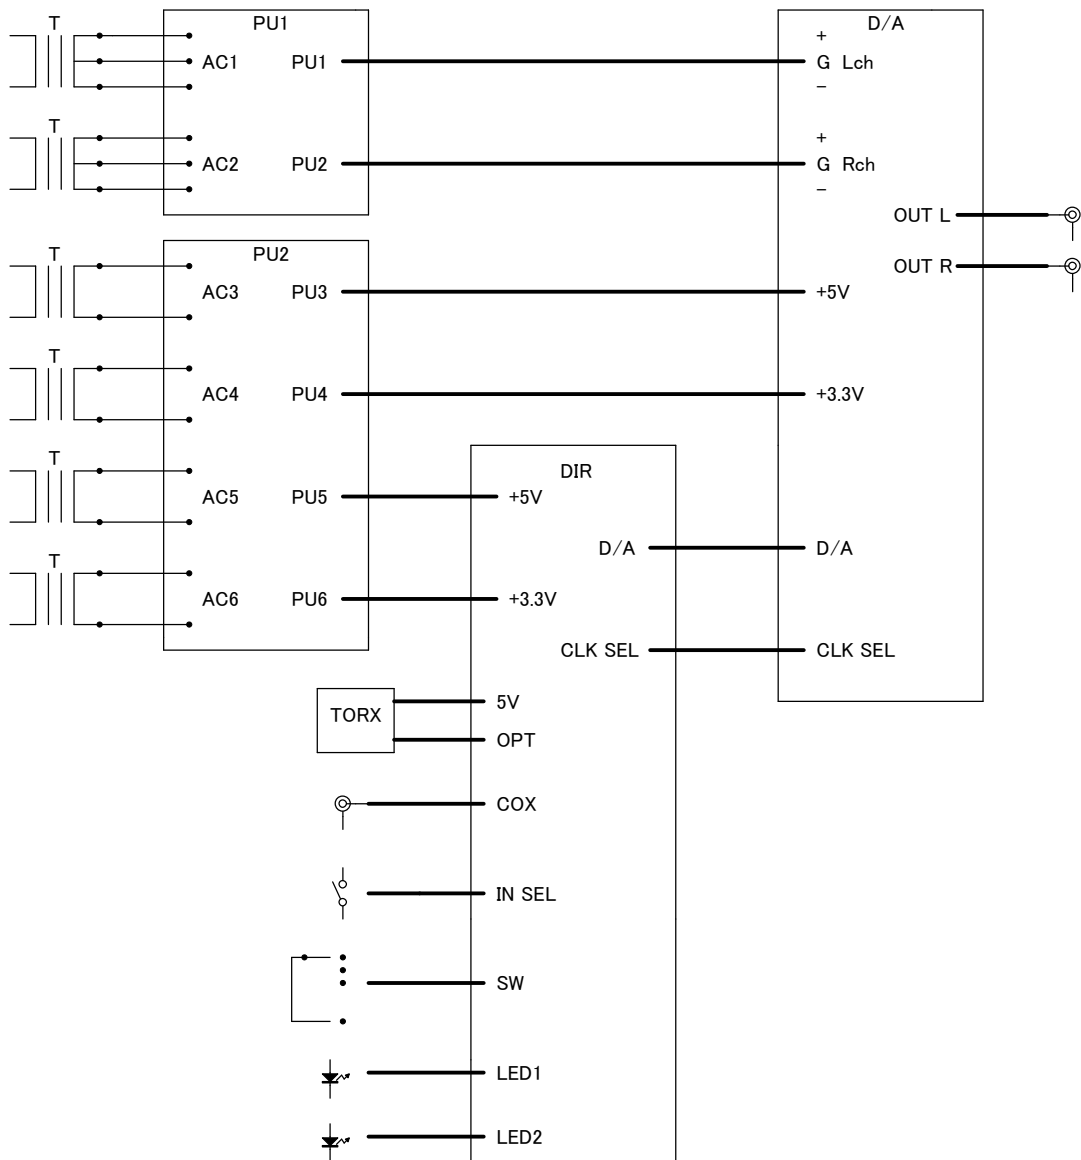 T
PU1
D/A
+
AC1 PU1
G Lch
−
T
+
AC2 PU2
G Rch
−
OUT L
T
PU2
OUT R
AC3 PU3
+5V
T
AC4 PU4
+3.3V
T
DIR
AC5 PU5
+5V
D/A
D/A
T
AC6 PU6
+3.3V
CLK SEL
CLK SEL
TORX
5V
OPT
COX
IN SEL
SW
LED1
LED2